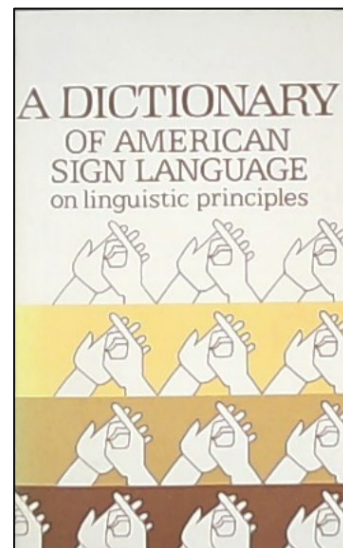 A DICTIONARY
OF AMERICAN
SIGN LANGUAGE
on linguistic principles